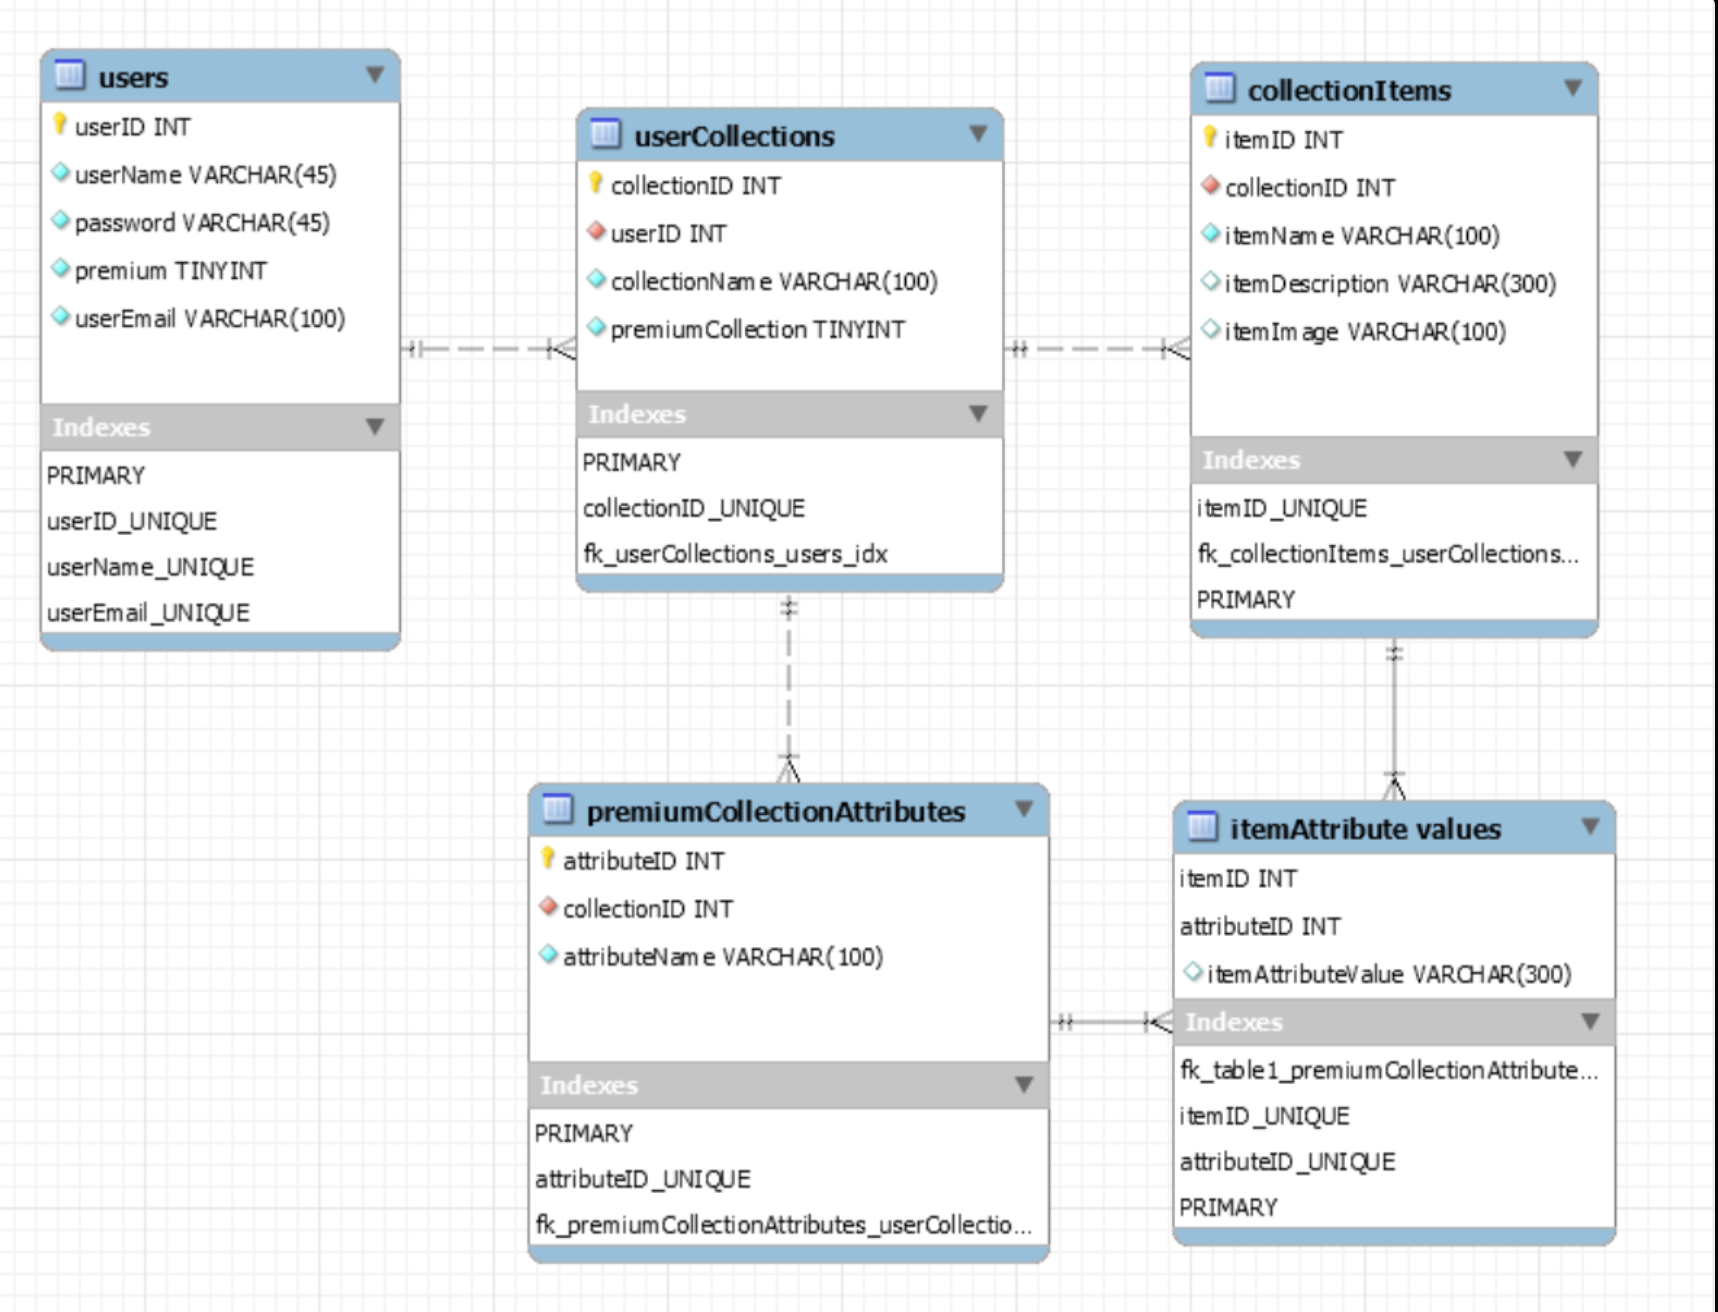 users
userID INT
userName VARCHAR(45)
password VARCHAR(45)
premium TINYINT
userEmail VARCHAR(100)
Indexes
PRIMARY
userID_UNIQUE
userName_UNIQUE
userEmail_UNIQUE
userCollections
collectionID INT
userID INT
collectionName VARCHAR(100)
premiumCollection TINYINT
Indexes
PRIMARY
collectionID_UNIQUE
fk_userCollections_users_idx
collectionItems
itemID INT
collectionID INT
itemName VARCHAR(100)
itemDescription VARCHAR(300)
itemImage VARCHAR(100)
Indexes
itemID_UNIQUE
fk_collectionItems_userCollections...
PRIMARY
premiumCollectionAttributes
attributeID INT
collectionID INT
attributeName VARCHAR(100)
Indexes
PRIMARY
attributeID_UNIQUE
fk_premiumCollectionAttributes_userCollectio...
itemAttribute values
itemID INT
attributeID INT
itemAttributeValue VARCHAR(300)
Indexes
fk_table1_premiumCollectionAttribute...
itemID_UNIQUE
attributeID_UNIQUE
PRIMARY